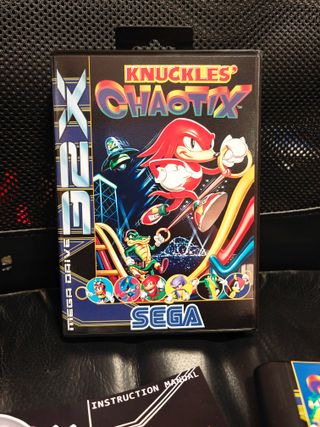 KNUCKLES'
CHAOTIX
MEGA DRIVE 32X
SEGA
INSTRUCTION MANUAL